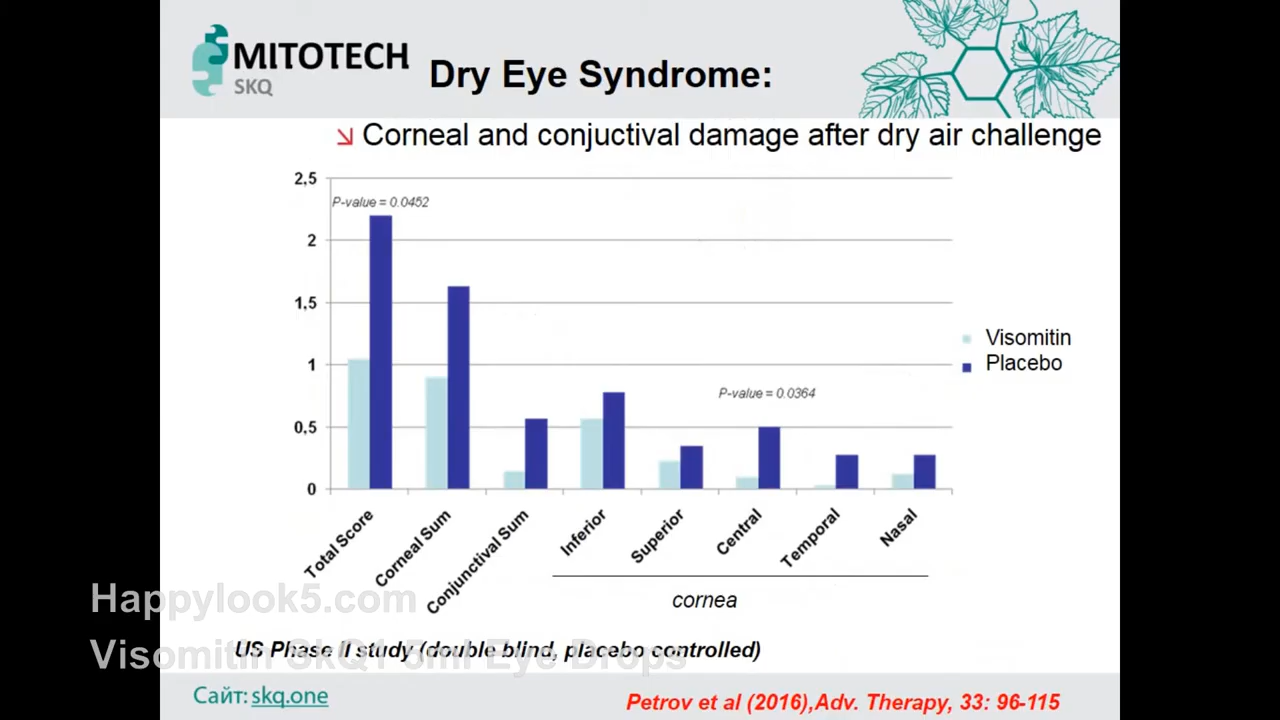 MITOTECH
SKQ
Dry Eye Syndrome:
↘ Corneal and conjuctival damage after dry air challenge
2,5
P-value = 0.0452
2
1,5
1
0,5
0
P-value = 0.0364
Visomitin
Placebo
Total Score
Corneal Sum
Conjunctival Sum
Inferior
Superior
Central
Temporal
Nasal
cornea
Happylook5.com
US Phase II study (double blind, placebo controlled)
Visomitin SkQ1 5ml Eye Drops
Сайт: skq.one
Petrov et al (2016),Adv. Therapy, 33: 96-115